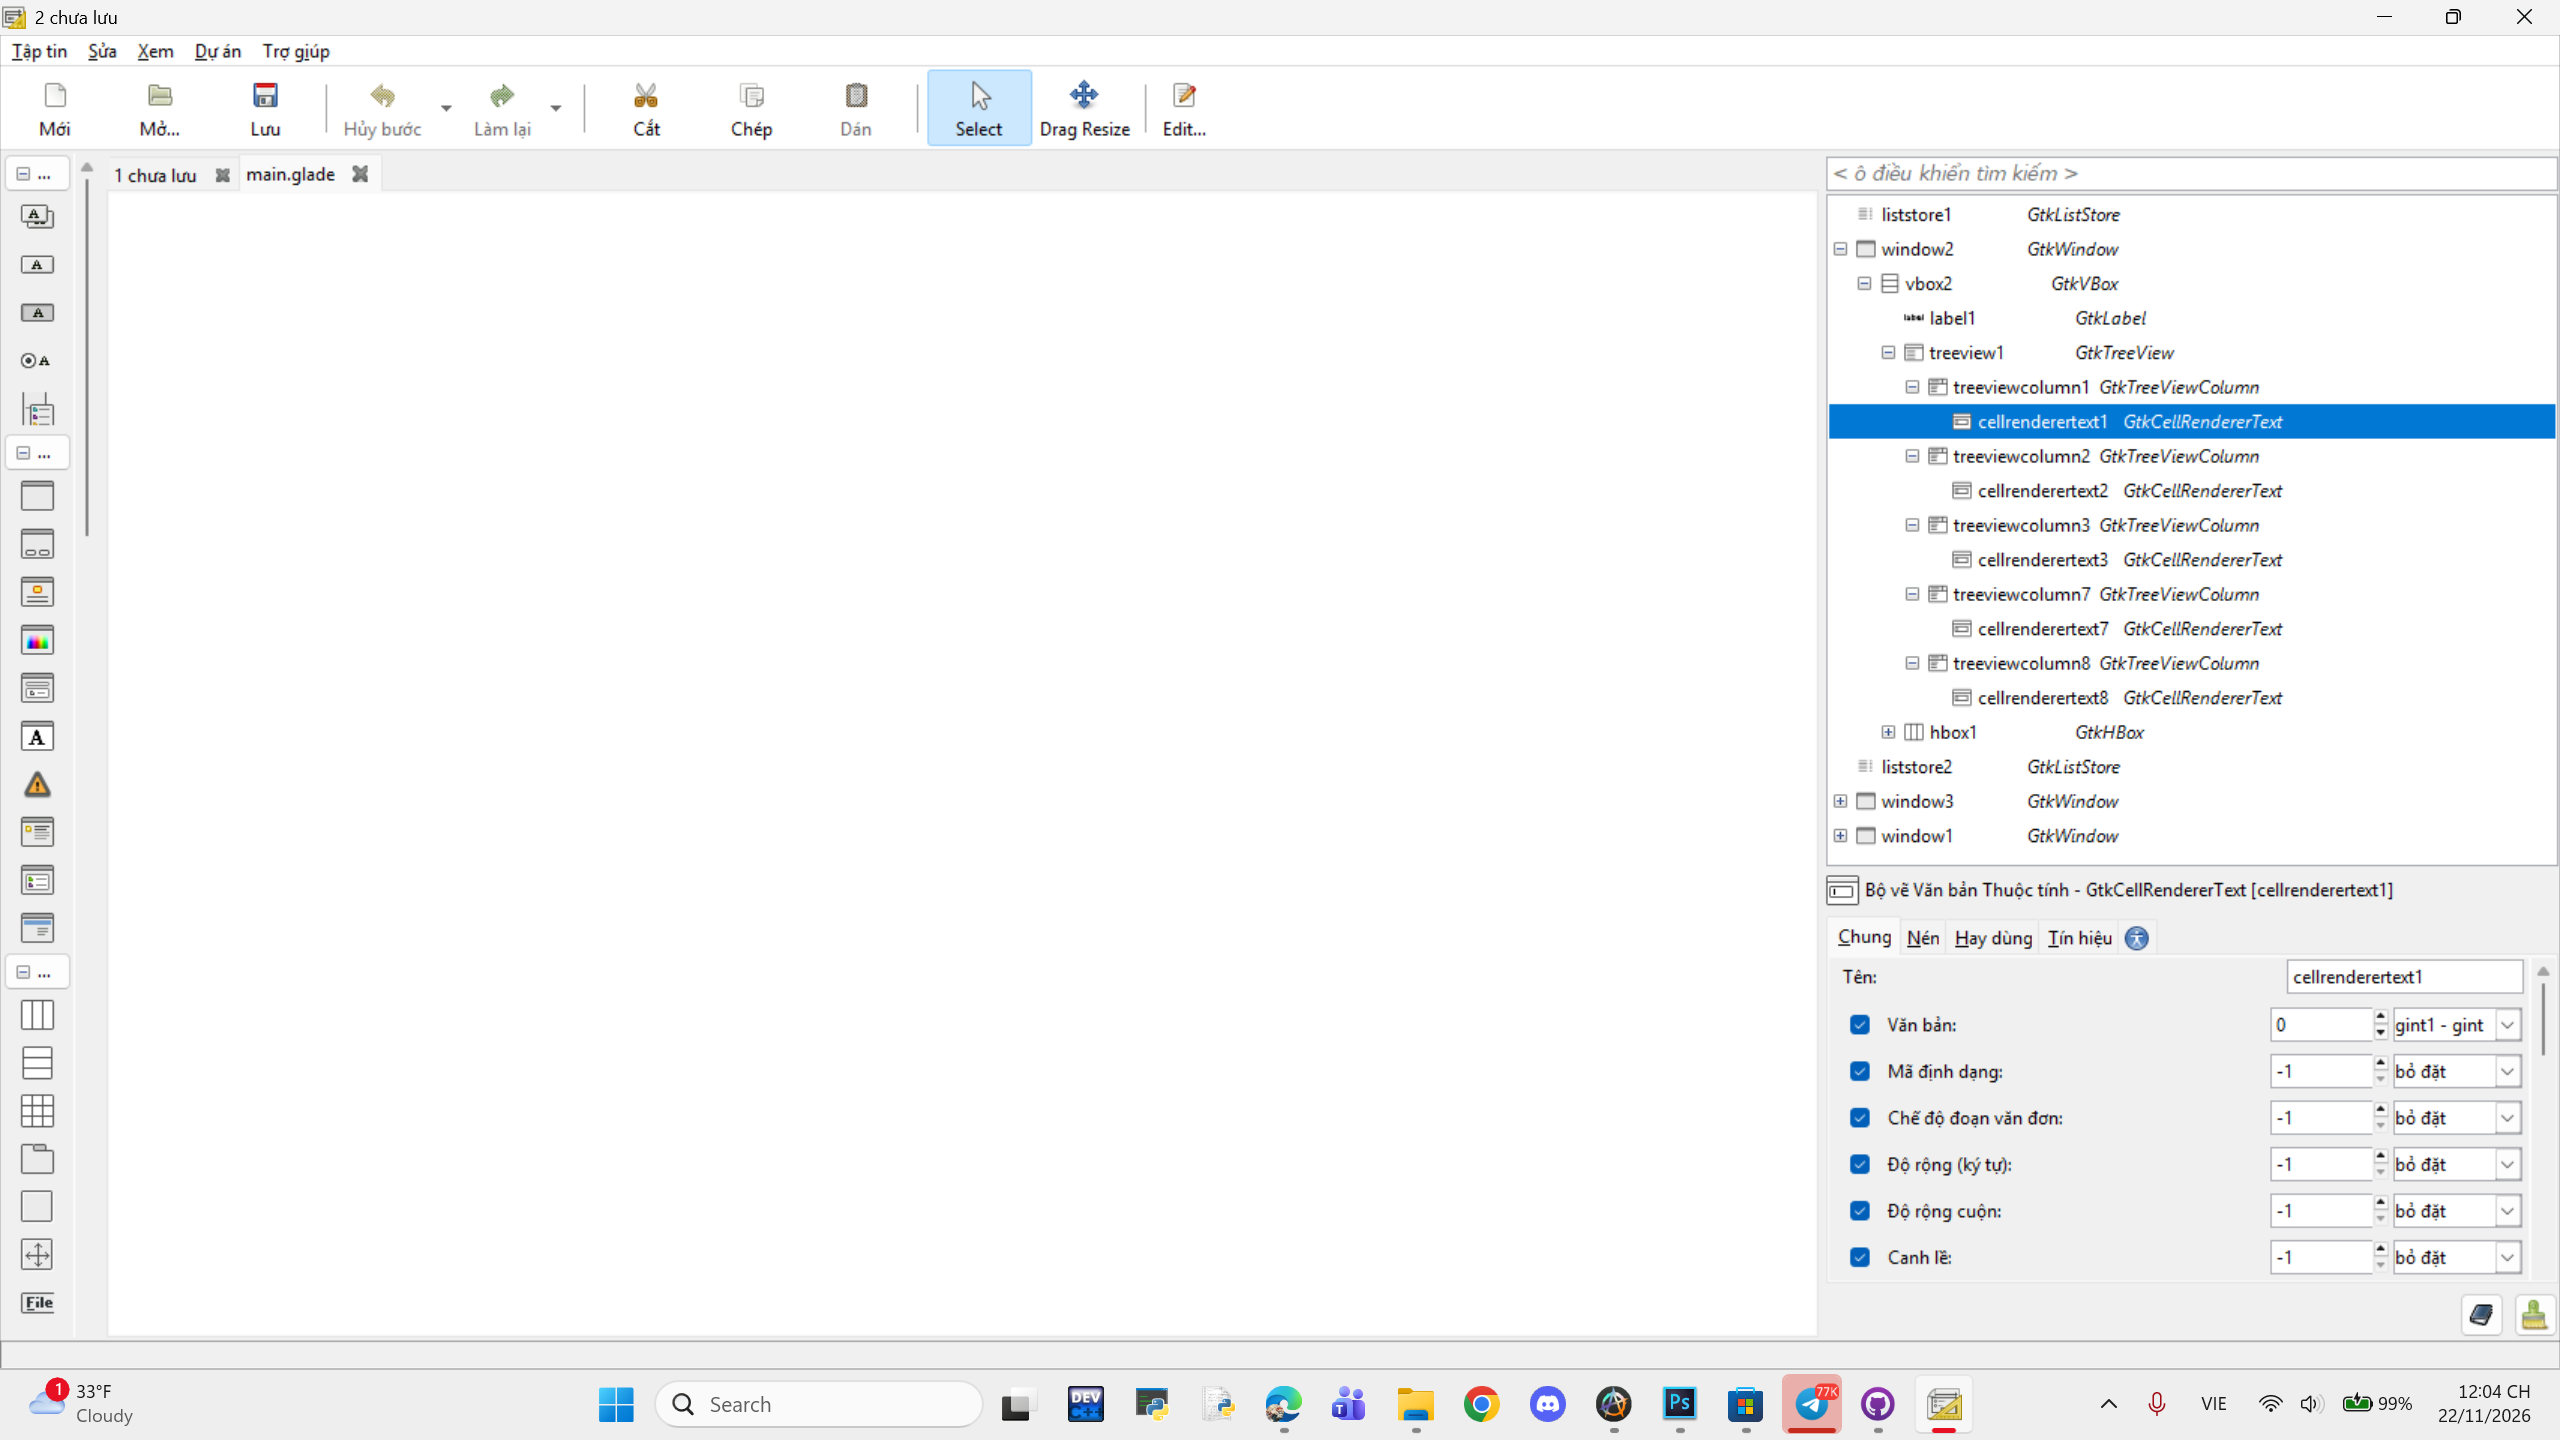 2 chưa lưu
Tập tin Sửa Xem Dự án Trợ giúp
Mới Mở... Lưu Hủy bước Làm lại Cắt Chép Dán Select Drag Resize Edit...
1 chưa lưu main.glade
< ô điều khiển tìm kiếm >
liststore1 GtkListStore
window2 GtkWindow
vbox2 GtkVBox
label label1 GtkLabel
treeview1 GtkTreeView
treeviewcolumn1 GtkTreeViewColumn
cellrenderertext1 GtkCellRendererText
treeviewcolumn2 GtkTreeViewColumn
cellrenderertext2 GtkCellRendererText
treeviewcolumn3 GtkTreeViewColumn
cellrenderertext3 GtkCellRendererText
treeviewcolumn7 GtkTreeViewColumn
cellrenderertext7 GtkCellRendererText
treeviewcolumn8 GtkTreeViewColumn
cellrenderertext8 GtkCellRendererText
hbox1 GtkHBox
liststore2 GtkListStore
window3 GtkWindow
window1 GtkWindow
Bộ vẽ Văn bản Thuộc tính - GtkCellRendererText [cellrenderertext1]
Chung Nén Hay dùng Tín hiệu
Tên: cellrenderertext1
Văn bản: 0 gint1 - gint
Mã định dạng: -1 bỏ đặt
Chế độ đoạn văn đơn: -1 bỏ đặt
Độ rộng (ký tự): -1 bỏ đặt
Độ rộng cuộn: -1 bỏ đặt
Canh lề: -1 bỏ đặt
...
A
A
A
A
...
A
...
File
1
33°F
Cloudy
Search
DEV
C++
T
Ps
77K
VIE
99%
12:04 CH
22/11/2026